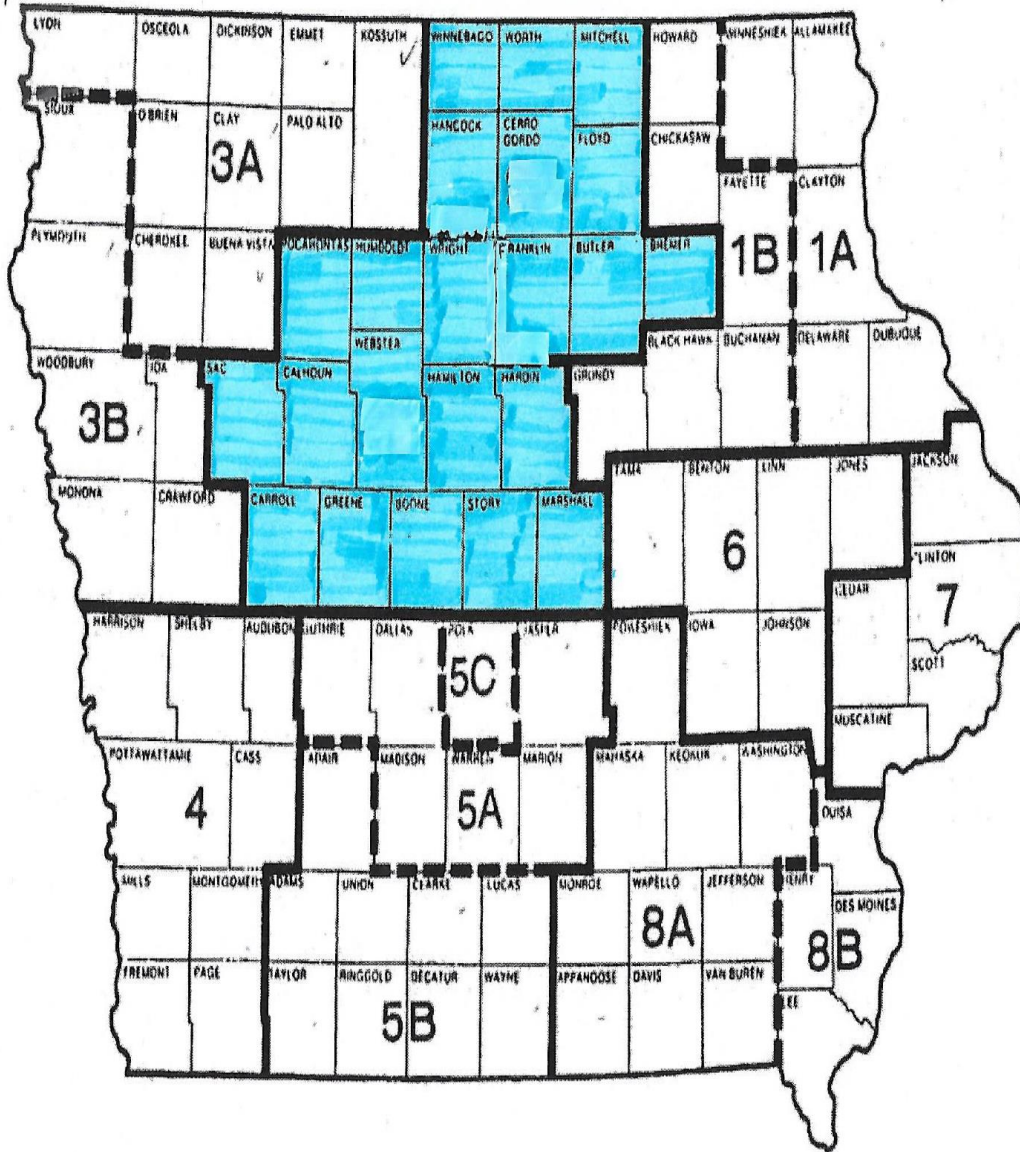 LYON OSCEOLA DICKINSON EMMET KOSSUTH WINNEBAGO WORTH MITCHELL HOWARD WINNESHIEK ALLAMAKEE
SIOUX O'BRIEN CLAY PALO ALTO HANCOCK CERRO GORDO FLOYD CHICKASAW
3A
FAYETTE CLAYTON
PLYMOUTH CHEROKEE BUENA VISTA POCAHONTAS HUMBOLDT WRIGHT FRANKLIN BUTLER BREMER
1B 1A
WOODBURY IDA SAC CALHOUN WEBSTER HAMILTON HARDIN GRUNDY BLACK HAWK BUCHANAN DELAWARE DUBUQUE
3B
MONONA CRAWFORD CARROLL GREENE BOONE STORY MARSHALL TAMA BENTON LINN JONES JACKSON
6
CLINTON
CEDAR
7
HARRISON SHELBY AUDUBON GUTHRIE DALLAS POLK JASPER POWESHIEK IOWA JOHNSON
SCOTT
5C
MUSCATINE
POTTAWATTAMIE CASS ADAIR MADISON WARREN MARION MAHASKA KEOKUK WASHINGTON
4 5A
OUISA
MILLS MONTGOMERY ADAMS UNION CLARKE LUCAS MONROE WAPELLO JEFFERSON HENRY
DES MOINES
8A 8B
FREMONT PAGE TAYLOR RINGGOLD DECATUR WAYNE APPANOOSE DAVIS VAN BUREN
LEE
5B